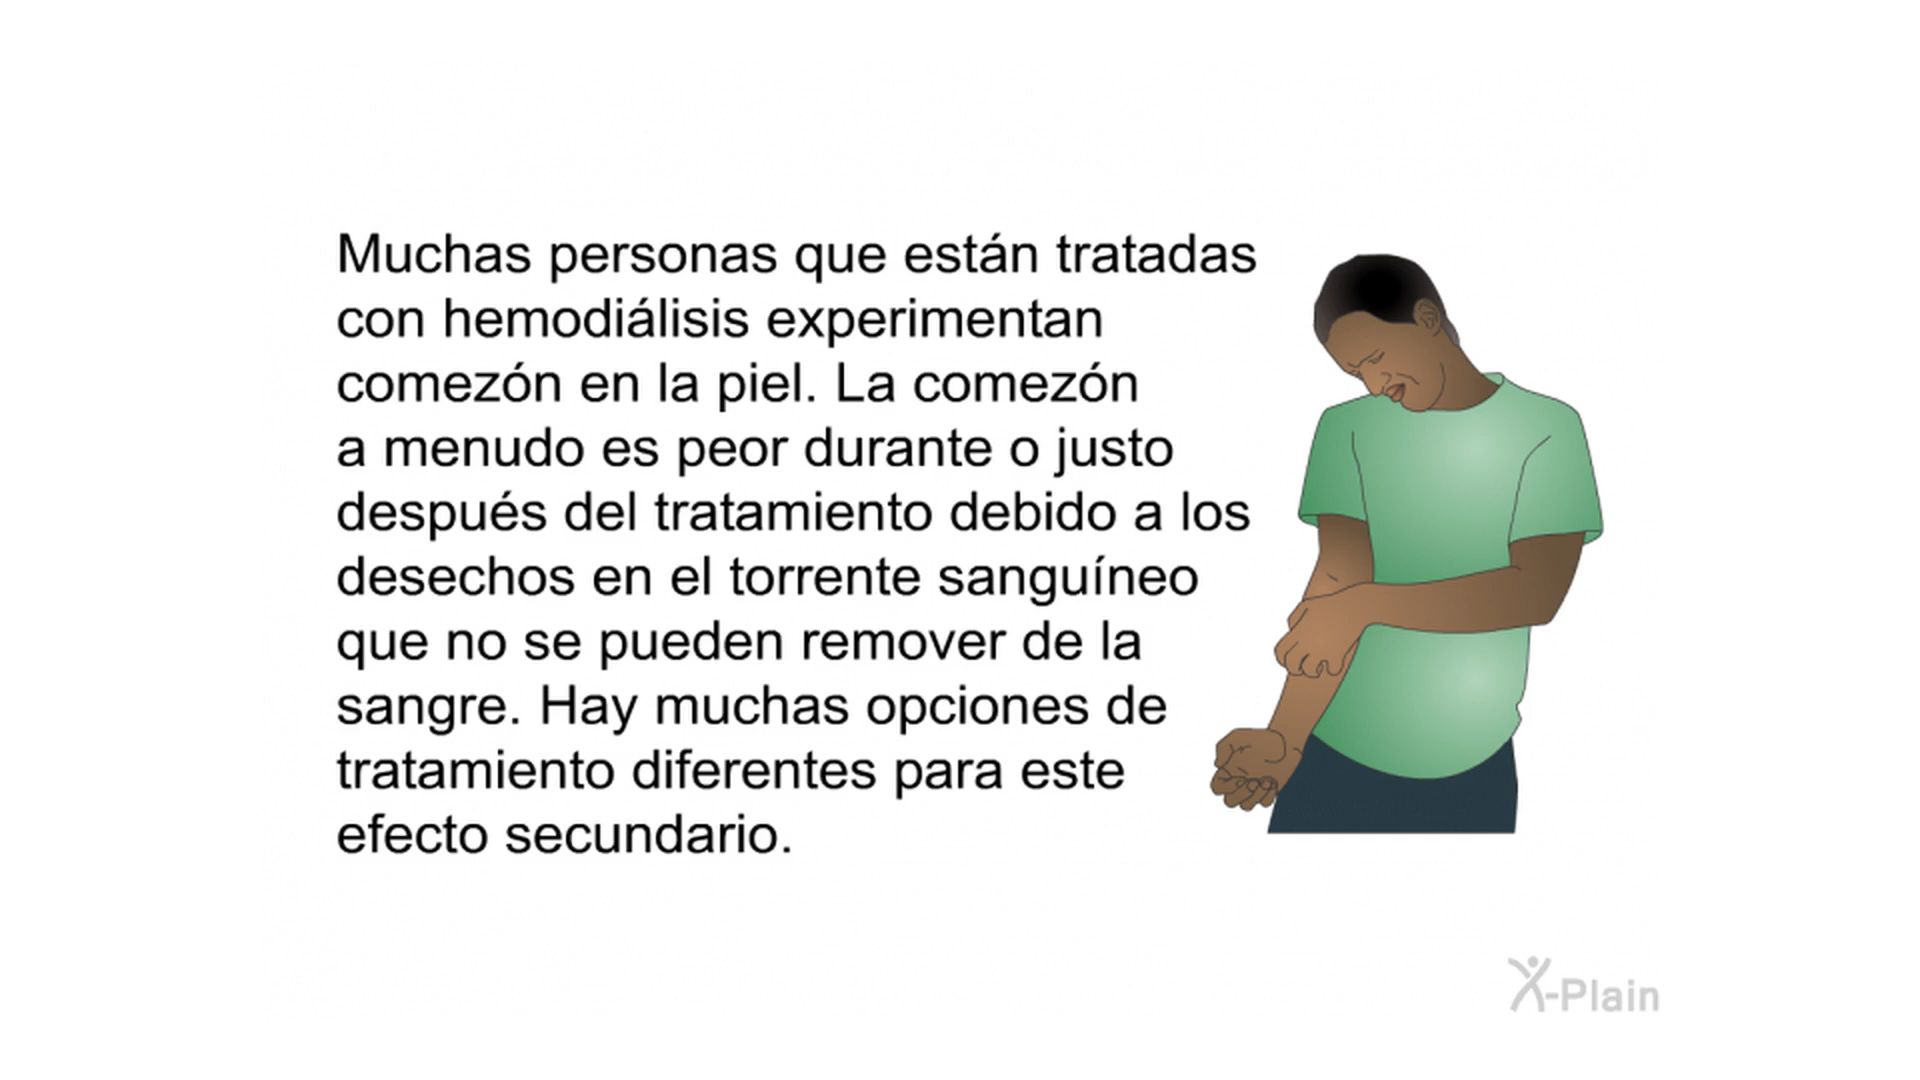 Muchas personas que están tratadas
con hemodiálisis experimentan
comezón en la piel. La comezón
a menudo es peor durante o justo
después del tratamiento debido a los
desechos en el torrente sanguíneo
que no se pueden remover de la
sangre. Hay muchas opciones de
tratamiento diferentes para este
efecto secundario.
X-Plain